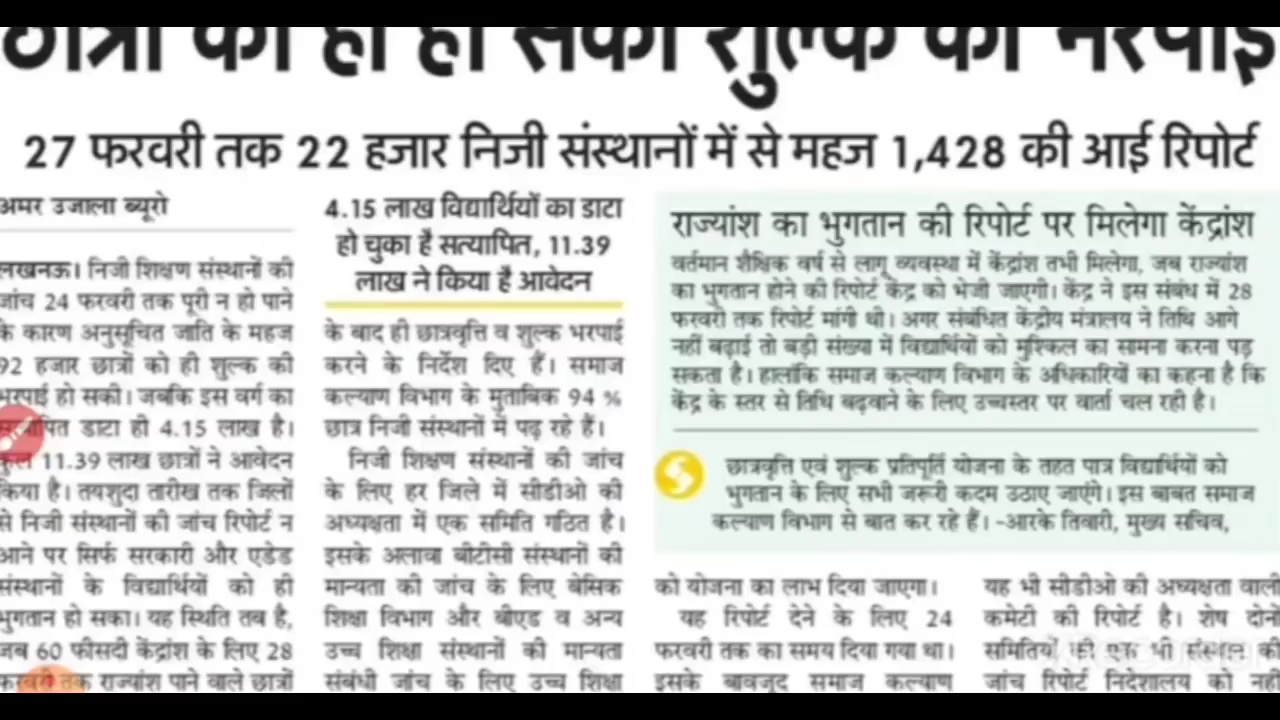 छात्रों की ही हो सकी शुल्क की भरपाई
27 फरवरी तक 22 हजार निजी संस्थानों में से महज 1,428 की आई रिपोर्ट
अमर उजाला ब्यूरो
लखनऊ। निजी शिक्षण संस्थानों की
जांच 24 फरवरी तक पूरी न हो पाने
के कारण अनुसूचित जाति के महज
92 हजार छात्रों को ही शुल्क की
भरपाई हो सकी। जबकि इस वर्ग का
सत्यापित डाटा ही 4.15 लाख है।
कुल 11.39 लाख छात्रों ने आवेदन
किया है। तयशुदा तारीख तक जिलों
से निजी संस्थानों की जांच रिपोर्ट न
आने पर सिर्फ सरकारी और एडेड
संस्थानों के विद्यार्थियों को ही
भुगतान हो सका। यह स्थिति तब है,
जब 60 फीसदी केंद्रांश के लिए 28
फरवरी तक राज्यांश पाने वाले छात्रों
4.15 लाख विद्यार्थियों का डाटा
हो चुका है सत्यापित, 11.39
लाख ने किया है आवेदन
के बाद ही छात्रवृत्ति व शुल्क भरपाई
करने के निर्देश दिए हैं। समाज
कल्याण विभाग के मुताबिक 94 %
छात्र निजी संस्थानों में पढ़ रहे हैं।
निजी शिक्षण संस्थानों की जांच
के लिए हर जिले में सीडीओ की
अध्यक्षता में एक समिति गठित है।
इसके अलावा बीटीसी संस्थानों की
मान्यता की जांच के लिए बेसिक
शिक्षा विभाग और बीएड व अन्य
उच्च शिक्षा संस्थानों की मान्यता
संबंधी जांच के लिए उच्च शिक्षा
राज्यांश का भुगतान की रिपोर्ट पर मिलेगा केंद्रांश
वर्तमान शैक्षिक वर्ष से लागू व्यवस्था में केंद्रांश तभी मिलेगा, जब राज्यांश
का भुगतान होने की रिपोर्ट केंद्र को भेजी जाएगी। केंद्र ने इस संबंध में 28
फरवरी तक रिपोर्ट मांगी थी। अगर संबंधित केंद्रीय मंत्रालय ने तिथि आगे
नहीं बढ़ाई तो बड़ी संख्या में विद्यार्थियों को मुश्किल का सामना करना पड़
सकता है। हालांकि समाज कल्याण विभाग के अधिकारियों का कहना है कि
केंद्र के स्तर से तिथि बढ़वाने के लिए उच्चस्तर पर वार्ता चल रही है।
छात्रवृत्ति एवं शुल्क प्रतिपूर्ति योजना के तहत पात्र विद्यार्थियों को
भुगतान के लिए सभी जरूरी कदम उठाए जाएंगे। इस बाबत समाज
कल्याण विभाग से बात कर रहे हैं। -आरके तिवारी, मुख्य सचिव,
को योजना का लाभ दिया जाएगा।
यह रिपोर्ट देने के लिए 24
फरवरी तक का समय दिया गया था।
इसके बावजूद समाज कल्याण
यह भी सीडीओ की अध्यक्षता वाली
कमेटी की रिपोर्ट है। शेष दोनों
समितियों की एक भी संस्थान की
जांच रिपोर्ट निदेशालय को नहीं